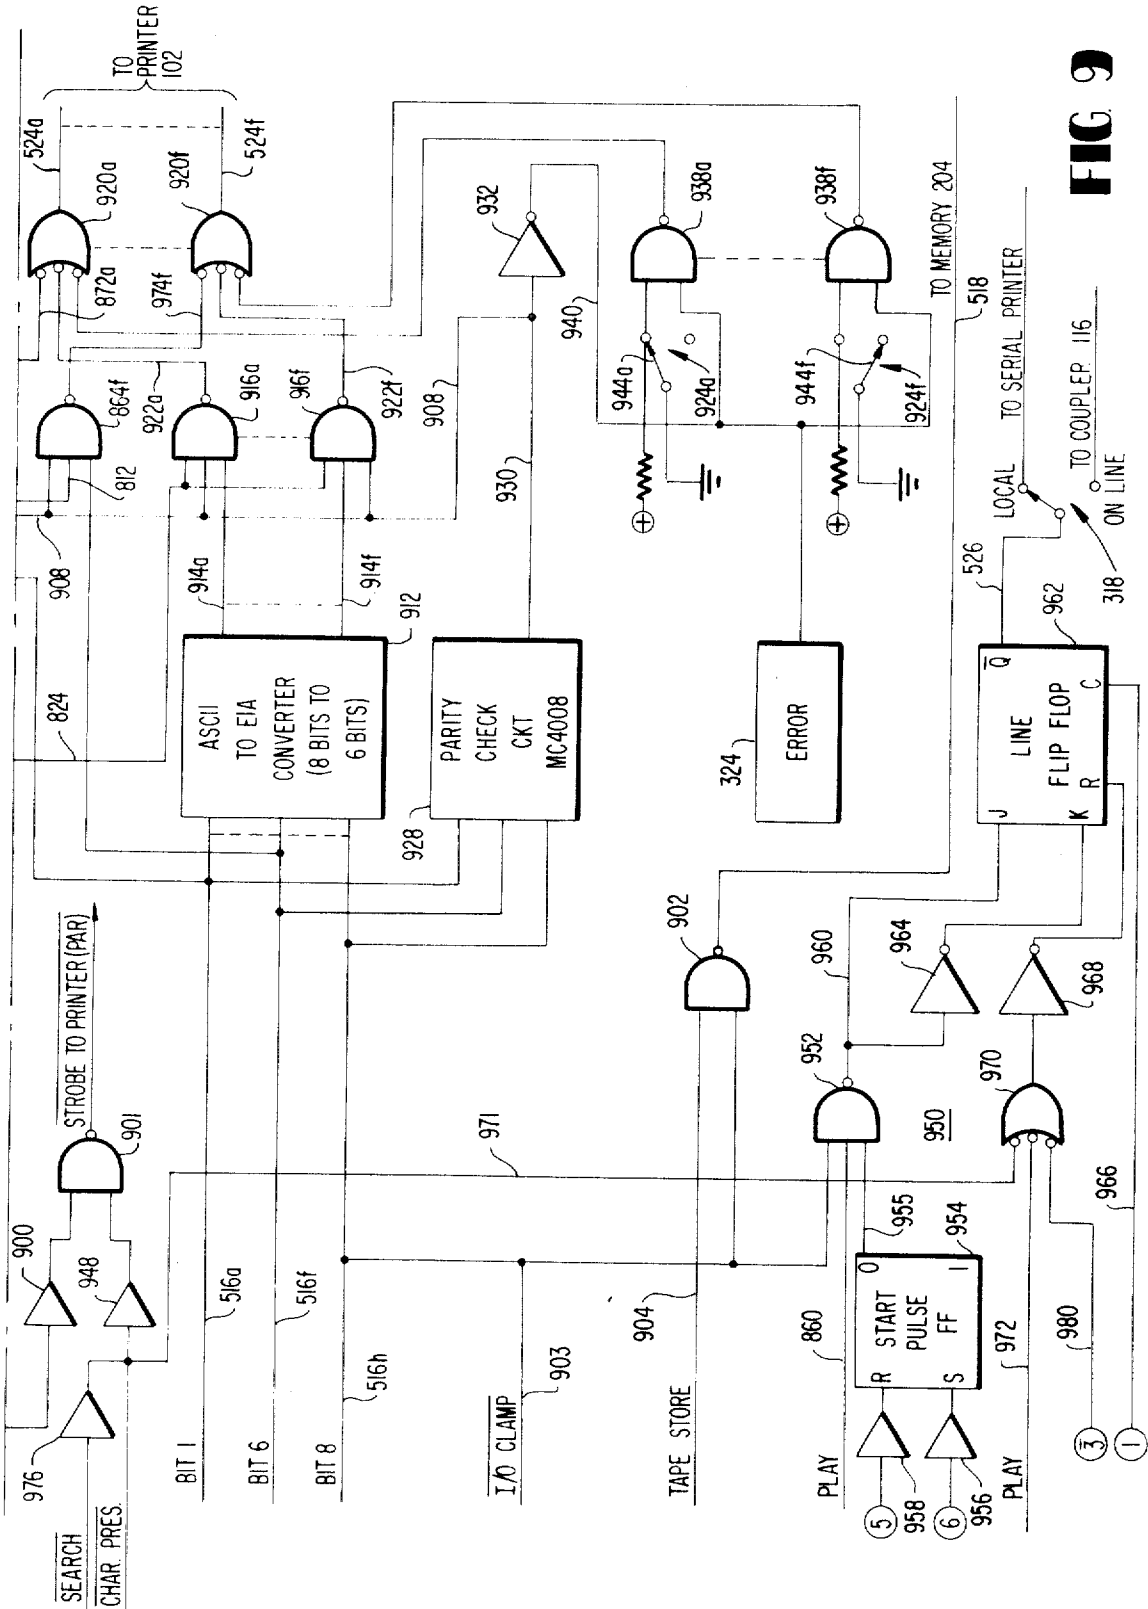 SEARCH
CHAR. PRES.
976
900
948
901
STROBE TO PRINTER (PAR)
824
908
812
864f
922a
916a
916f
922f
908
872a
974f
920a
920f
524a
524f
TO
PRINTER
102
BIT 1
BIT 6
BIT 8
516a
516f
516h
914a
914f
912
ASCII
TO EIA
CONVERTER
(8 BITS TO
6 BITS)
928
PARITY
CHECK
CKT
MC4008
930
932
940
I/O CLAMP
903
971
904
TAPE STORE
902
324
ERROR
944a
924a
938a
944f
924f
938f
TO MEMORY 204
518
PLAY
860
952
960
950
955
954
START
PULSE
FF
R
S
0
1
5
6
958
956
PLAY
972
980
3
1
966
970
964
968
LINE
FLIP FLOP
J
K
R
C
Q
962
526
LOCAL
TO SERIAL PRINTER
TO COUPLER 116
ON LINE
318
FIG. 9